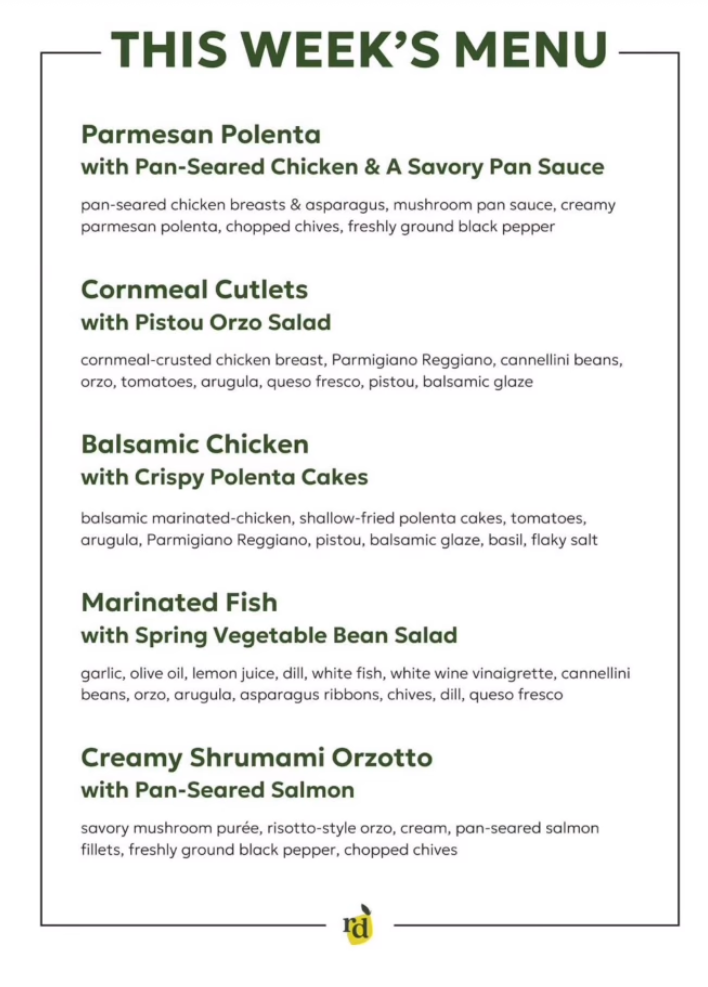 THIS WEEK'S MENU
Parmesan Polenta
with Pan-Seared Chicken & A Savory Pan Sauce
pan-seared chicken breasts & asparagus, mushroom pan sauce, creamy
parmesan polenta, chopped chives, freshly ground black pepper
Cornmeal Cutlets
with Pistou Orzo Salad
cornmeal-crusted chicken breast, Parmigiano Reggiano, cannellini beans,
orzo, tomatoes, arugula, queso fresco, pistou, balsamic glaze
Balsamic Chicken
with Crispy Polenta Cakes
balsamic marinated-chicken, shallow-fried polenta cakes, tomatoes,
arugula, Parmigiano Reggiano, pistou, balsamic glaze, basil, flaky salt
Marinated Fish
with Spring Vegetable Bean Salad
garlic, olive oil, lemon juice, dill, white fish, white wine vinaigrette, cannellini
beans, orzo, arugula, asparagus ribbons, chives, dill, queso fresco
Creamy Shrumami Orzotto
with Pan-Seared Salmon
savory mushroom purée, risotto-style orzo, cream, pan-seared salmon
fillets, freshly ground black pepper, chopped chives
rd